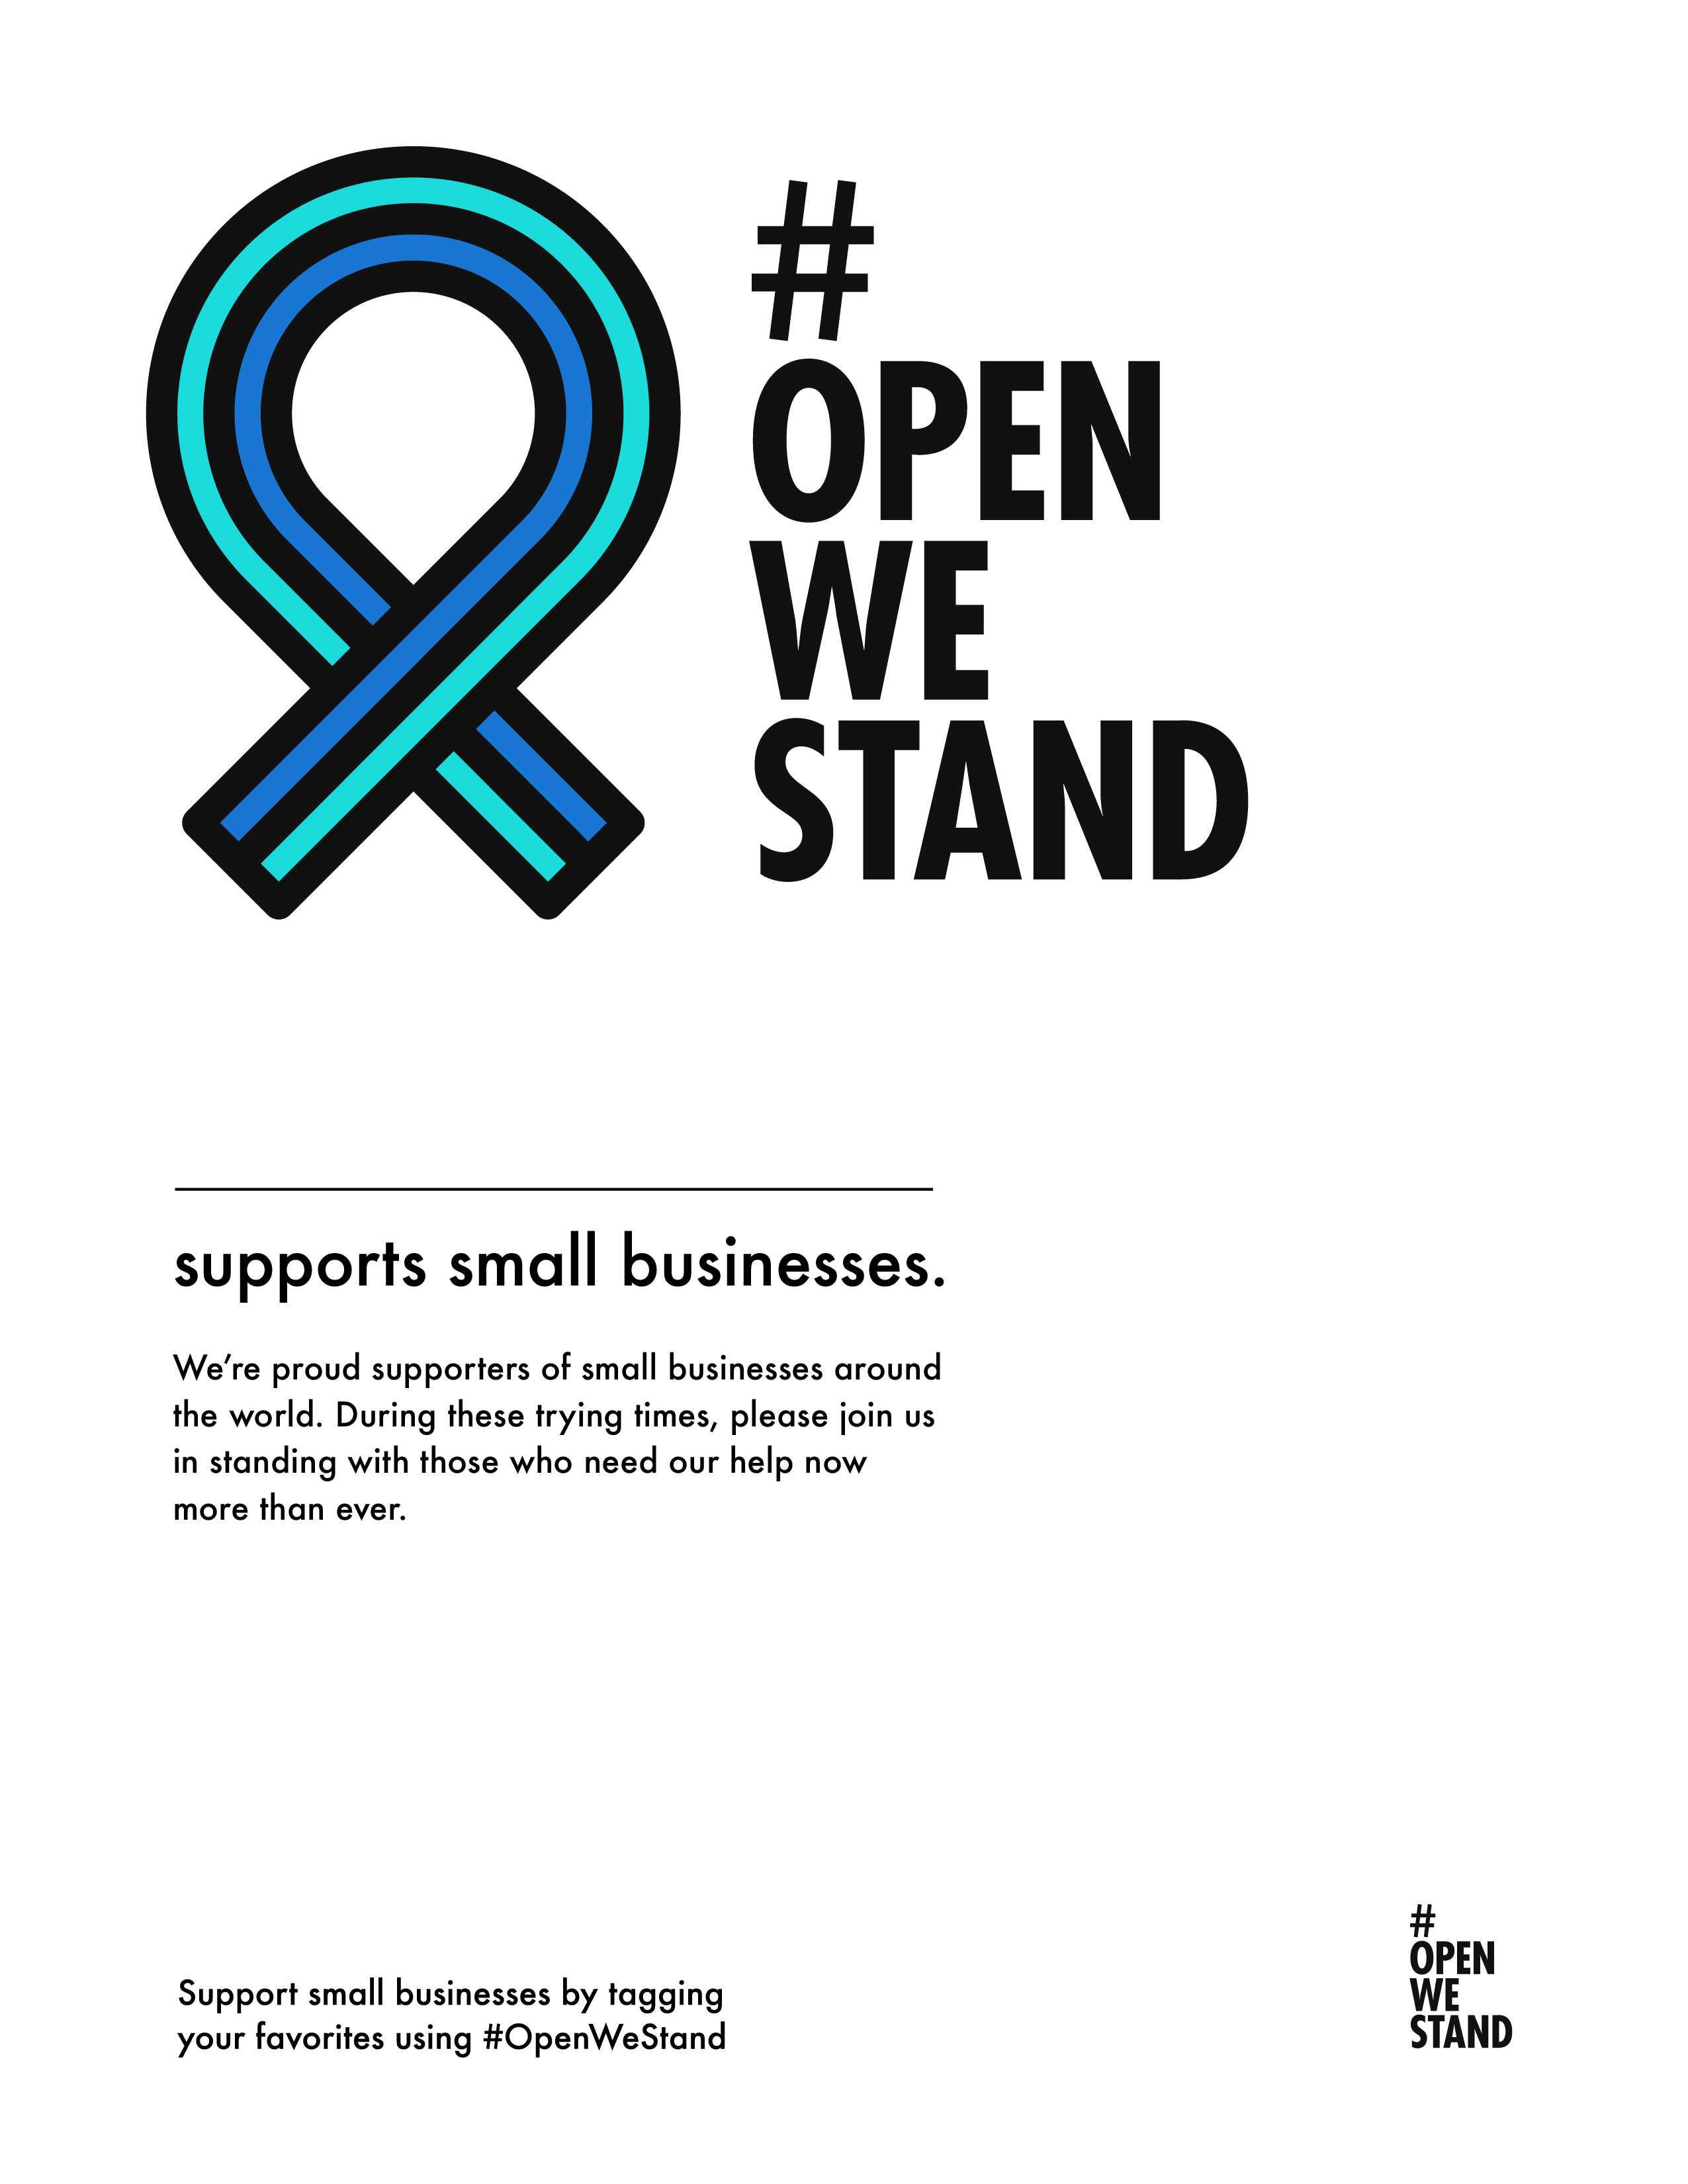 #
OPEN
WE
STAND
supports small businesses.
We’re proud supporters of small businesses around
the world. During these trying times, please join us
in standing with those who need our help now
more than ever.
Support small businesses by tagging
your favorites using #OpenWeStand
#
OPEN
WE
STAND